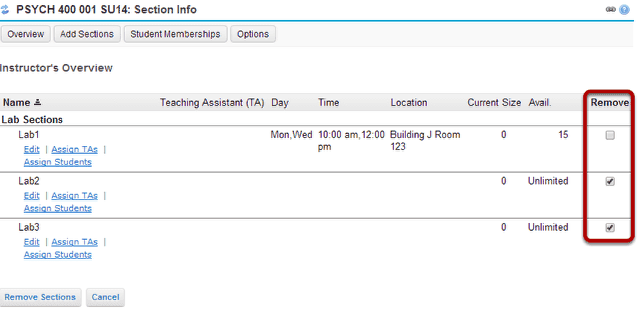 PSYCH 400 001 SU14: Section Info
Overview Add Sections Student Memberships Options
Instructor's Overview
Name Teaching Assistant (TA) Day Time Location Current Size Avail. Remove
Lab Sections
Lab1 Mon,Wed 10:00 am,12:00 Building J Room 0 15
pm 123
Edit | Assign TAs |
Assign Students
Lab2 0 Unlimited
Edit | Assign TAs |
Assign Students
Lab3 0 Unlimited
Edit | Assign TAs |
Assign Students
Remove Sections Cancel